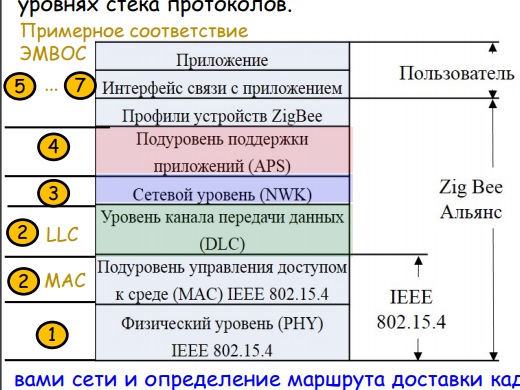 уровнях стека протоколов.
Примерное соответствие
ЭМВОС
Приложение
5 ... 7
Интерфейс связи с приложением
Пользователь
Профили устройств ZigBee
4
Подуровень поддержки
приложений (APS)
3
Сетевой уровень (NWK)
Zig Bee
Альянс
2 LLC
Уровень канала передачи данных
(DLC)
2 MAC
Подуровень управления доступом
к среде (MAC) IEEE 802.15.4
IEEE
802.15.4
1
Физический уровень (PHY)
IEEE 802.15.4
вами сети и определение маршрута доставки кад